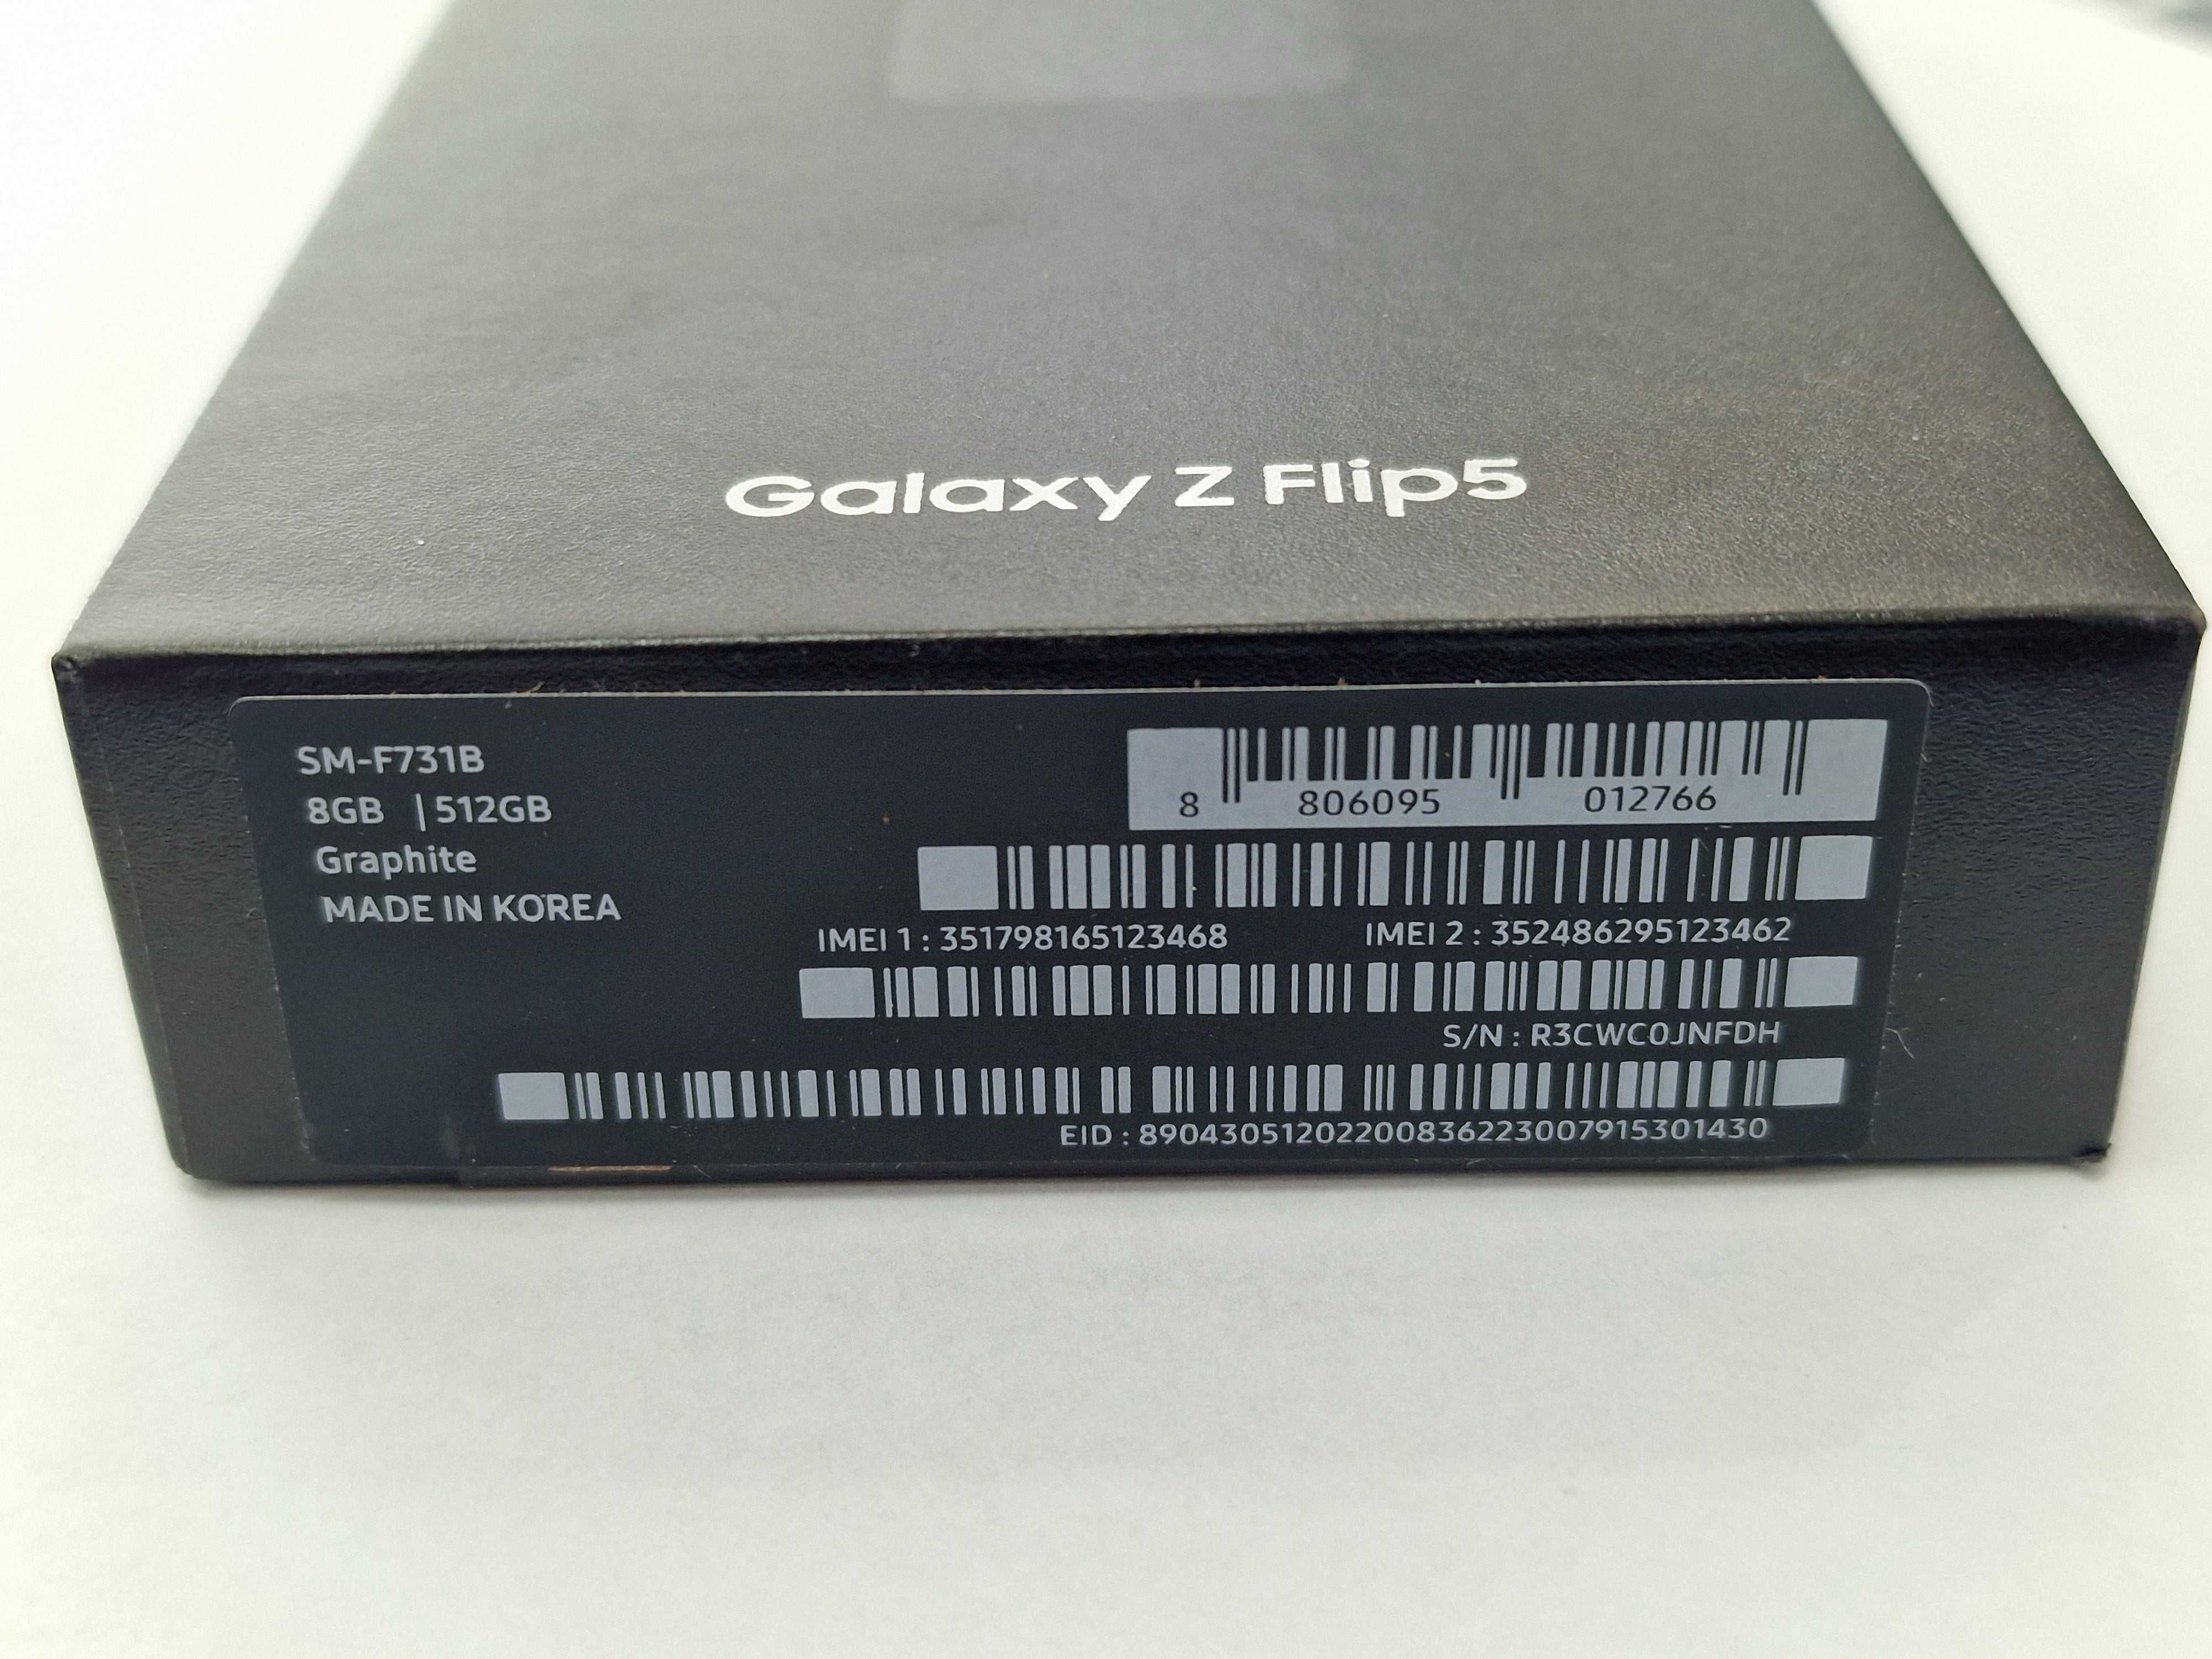 Galaxy Z Flip5
SM-F731B
8GB | 512GB
Graphite
MADE IN KOREA
8 806095 012766
IMEI 1 : 351798165123468 IMEI 2 : 352486295123462
S/N : R3CWC0JNFDH
EID : 89043051202200836223007915301430